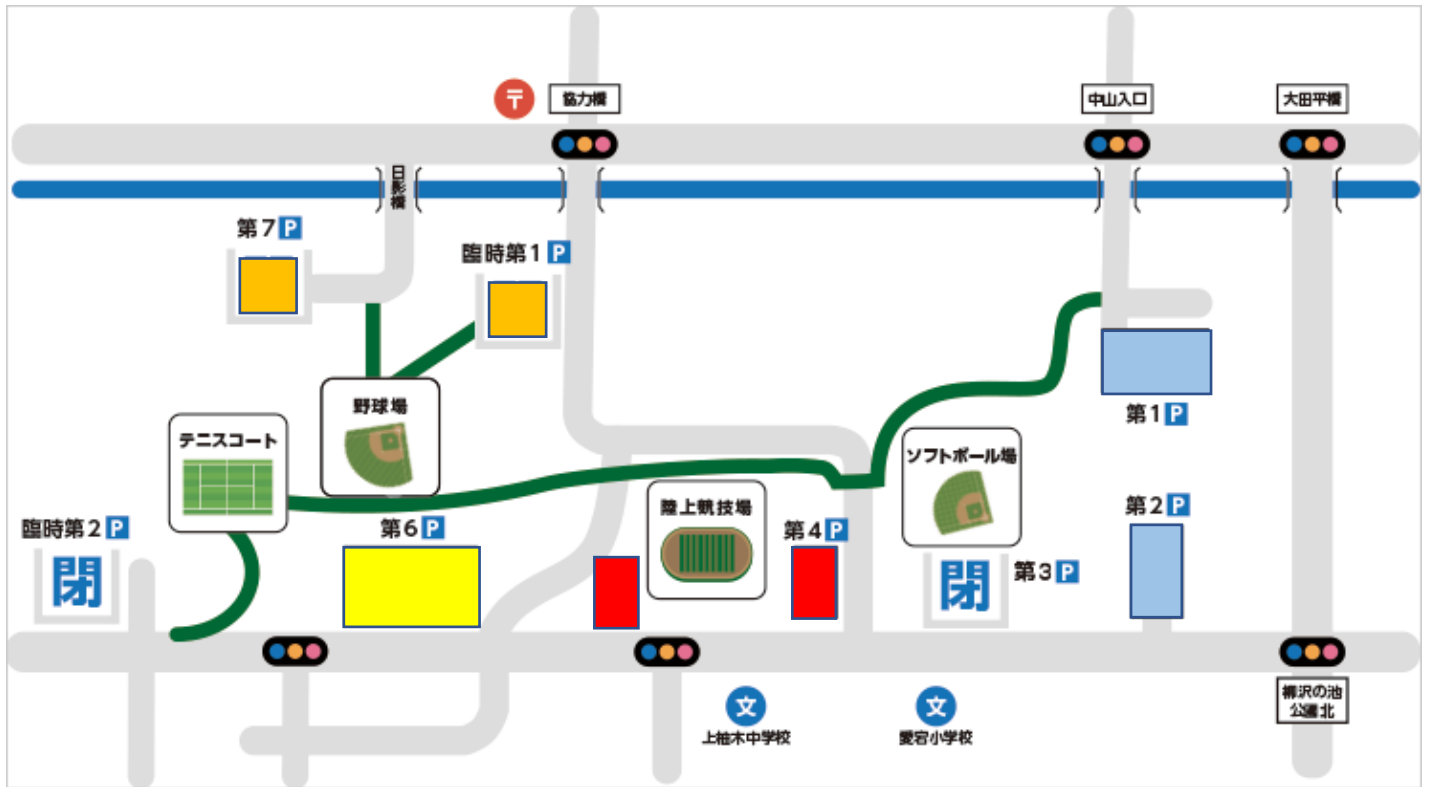 〒
協力橋
中山入口
大田平橋
日影橋
第7P
臨時第1P
野球場
テニスコート
第1P
ソフトボール場
陸上競技場
第2P
臨時第2P
閉
第6P
第4P
閉
第3P
文
上柚木中学校
文
愛宕小学校
柳沢の池
公園北